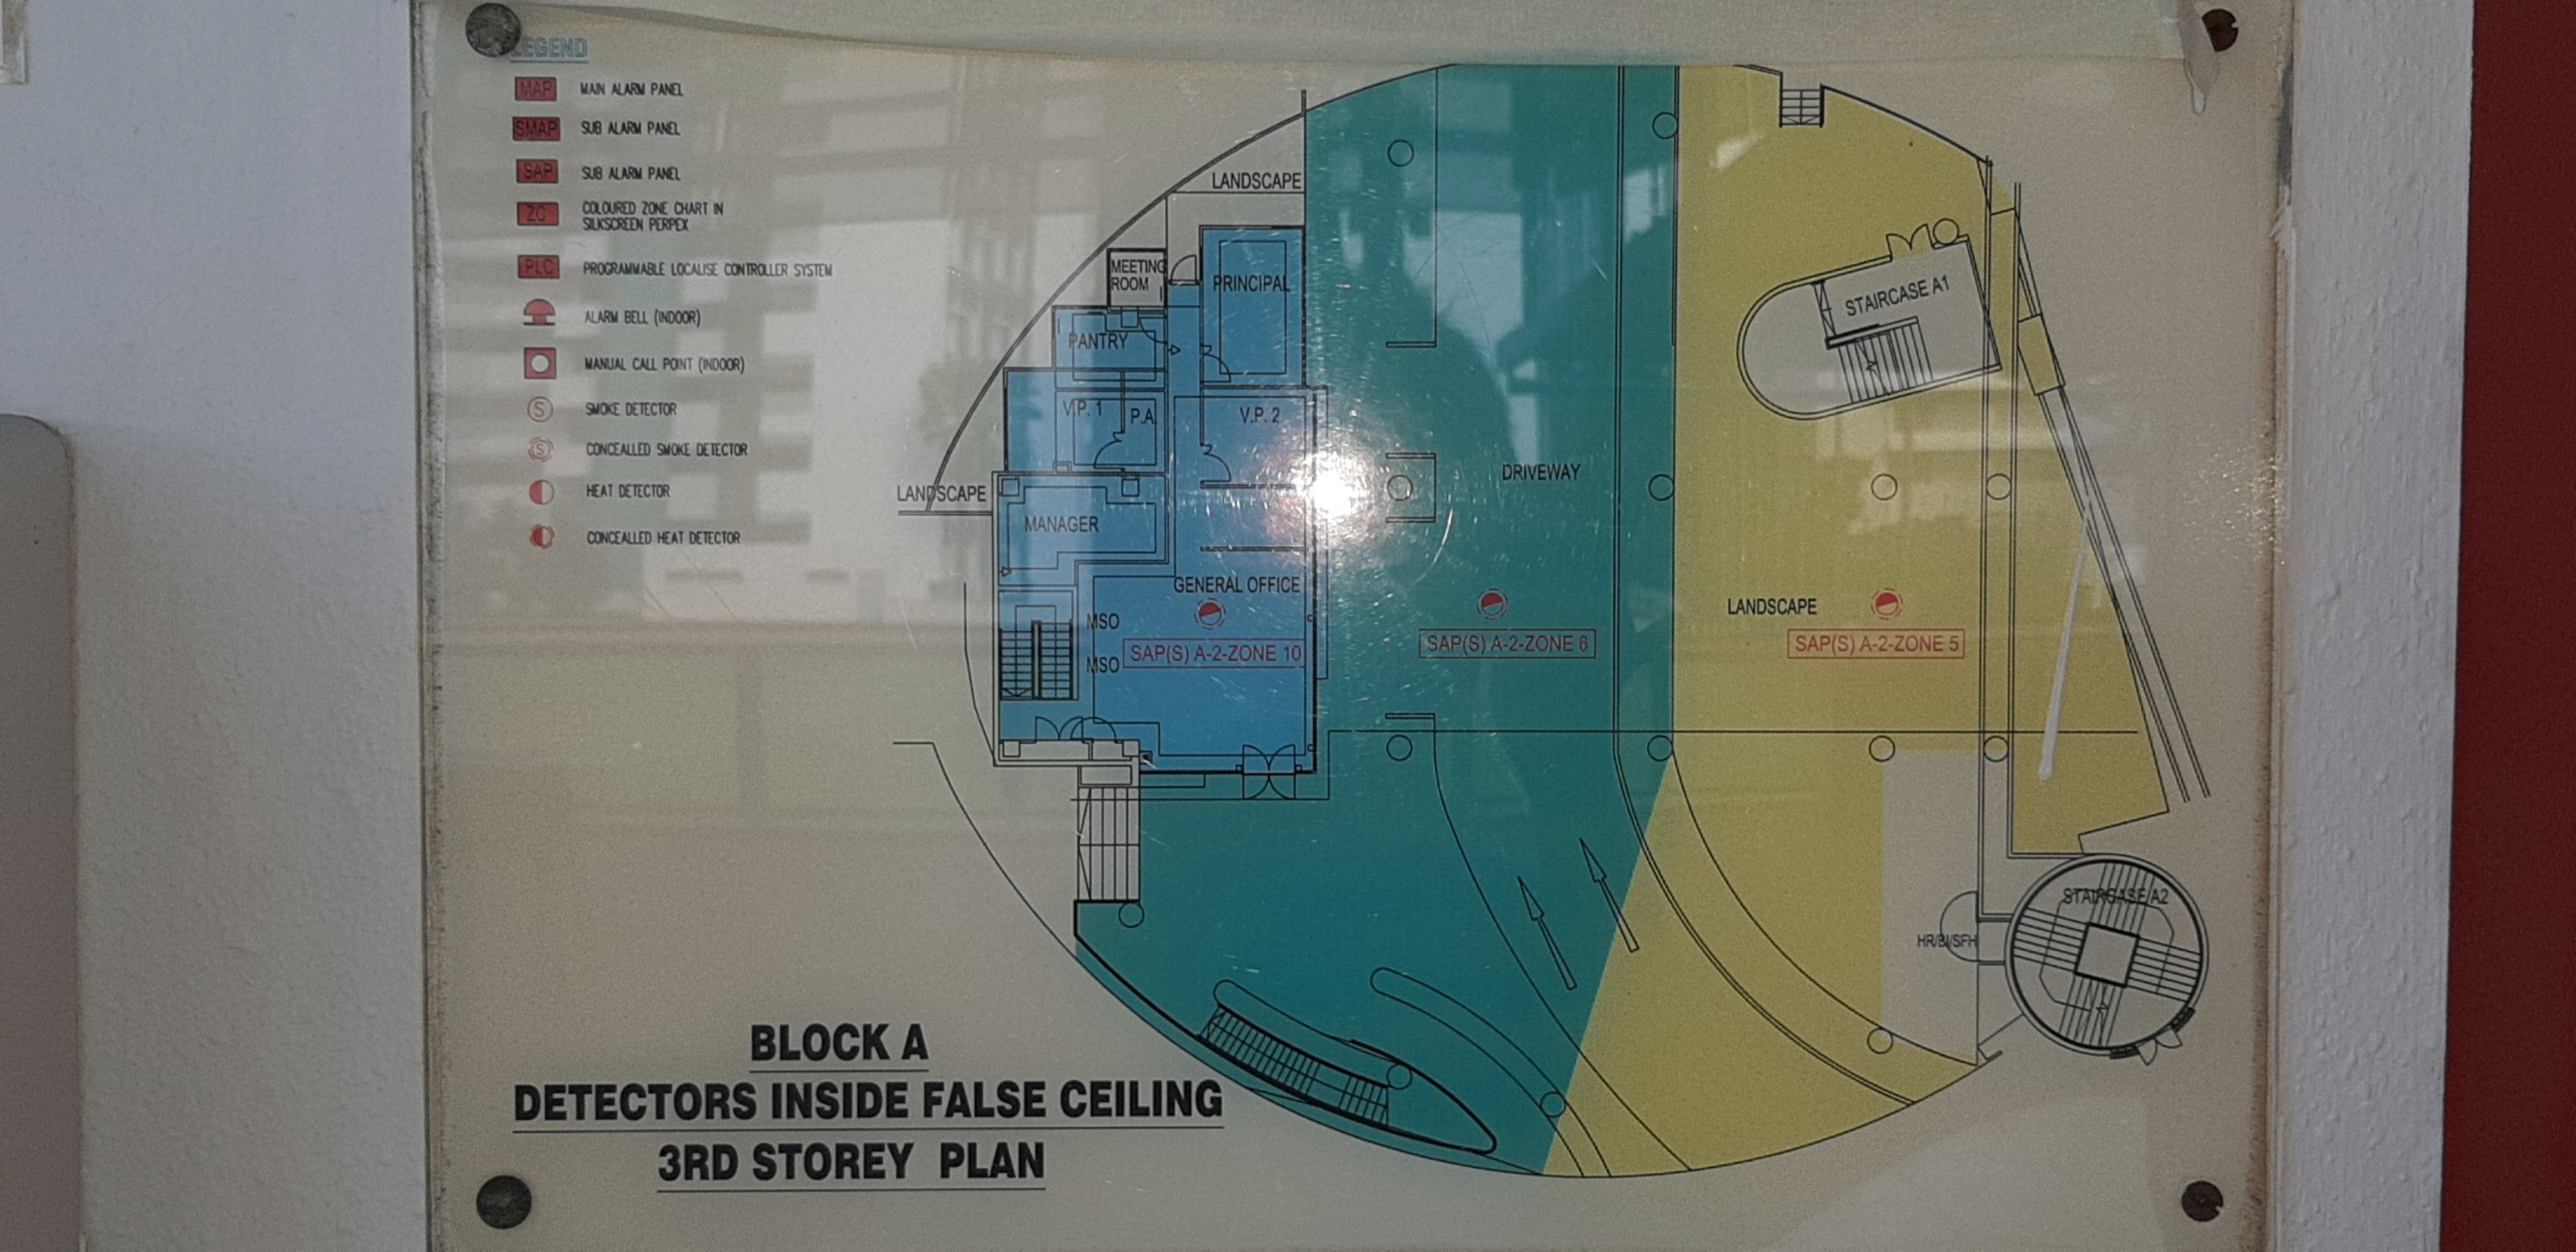 LEGEND
MAP MAIN ALARM PANEL
SMAP SUB ALARM PANEL
SAP SUB ALARM PANEL
ZC COLOURED ZONE CHART IN
SILKSCREEN PERPEX
PLC PROGRAMMABLE LOCALISE CONTROLLER SYSTEM
ALARM BELL (INDOOR)
MANUAL CALL POINT (INDOOR)
S SMOKE DETECTOR
S CONCEALLED SMOKE DETECTOR
HEAT DETECTOR
CONCEALLED HEAT DETECTOR
LANDSCAPE
MEETING
ROOM
PRINCIPAL
PANTRY
V.P. 1
P.A
V.P. 2
LANDSCAPE
MANAGER
GENERAL OFFICE
MSO
MSO
SAP(S) A-2-ZONE 10
DRIVEWAY
SAP(S) A-2-ZONE 6
STAIRCASE A1
LANDSCAPE
SAP(S) A-2-ZONE 5
STAIRCASE A2
HR/BI/SFH
BLOCK A
DETECTORS INSIDE FALSE CEILING
3RD STOREY PLAN